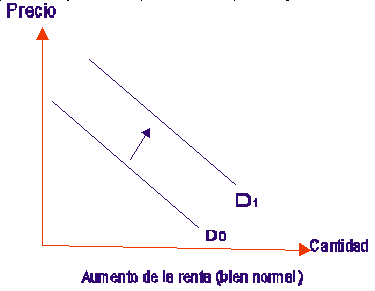 Precio
D1
D0
Cantidad
Aumento de la renta (bien normal)